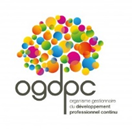 ogdpc
organisme gestionnaire
du développement
professionnel continu